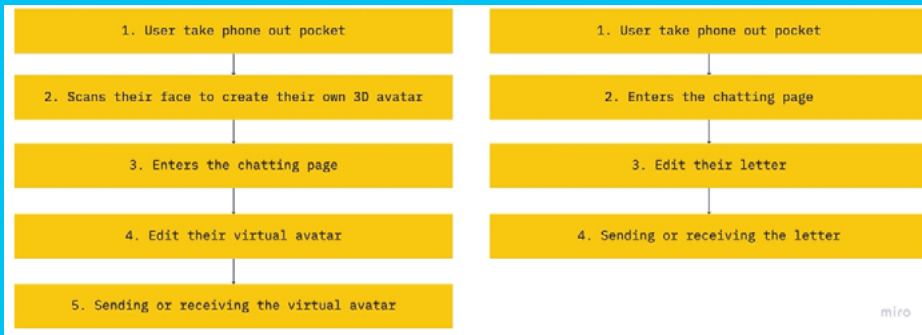 1. User take phone out pocket
2. Scans their face to create their own 3D avatar
3. Enters the chatting page
4. Edit their virtual avatar
5. Sending or receiving the virtual avatar
1. User take phone out pocket
2. Enters the chatting page
3. Edit their letter
4. Sending or receiving the letter
miro